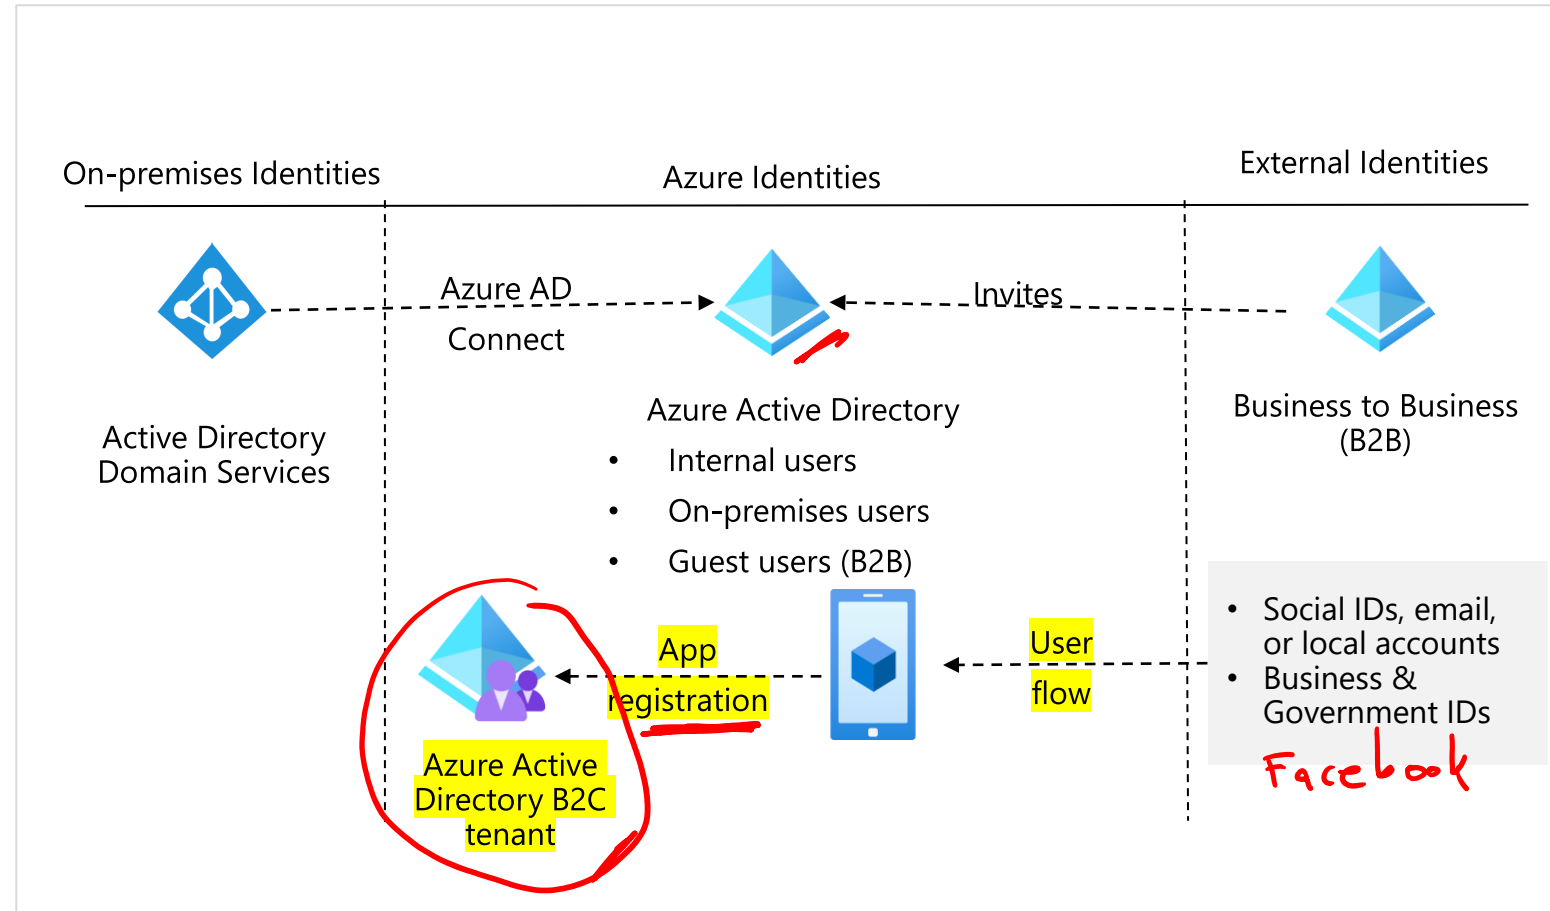 On-premises Identities
Azure Identities
External Identities
Azure AD
Connect
Invites
Active Directory
Domain Services
Azure Active Directory
• Internal users
• On-premises users
• Guest users (B2B)
Business to Business
(B2B)
Azure Active
Directory B2C
tenant
App
registration
User
flow
• Social IDs, email,
or local accounts
• Business &
Government IDs
Facebook